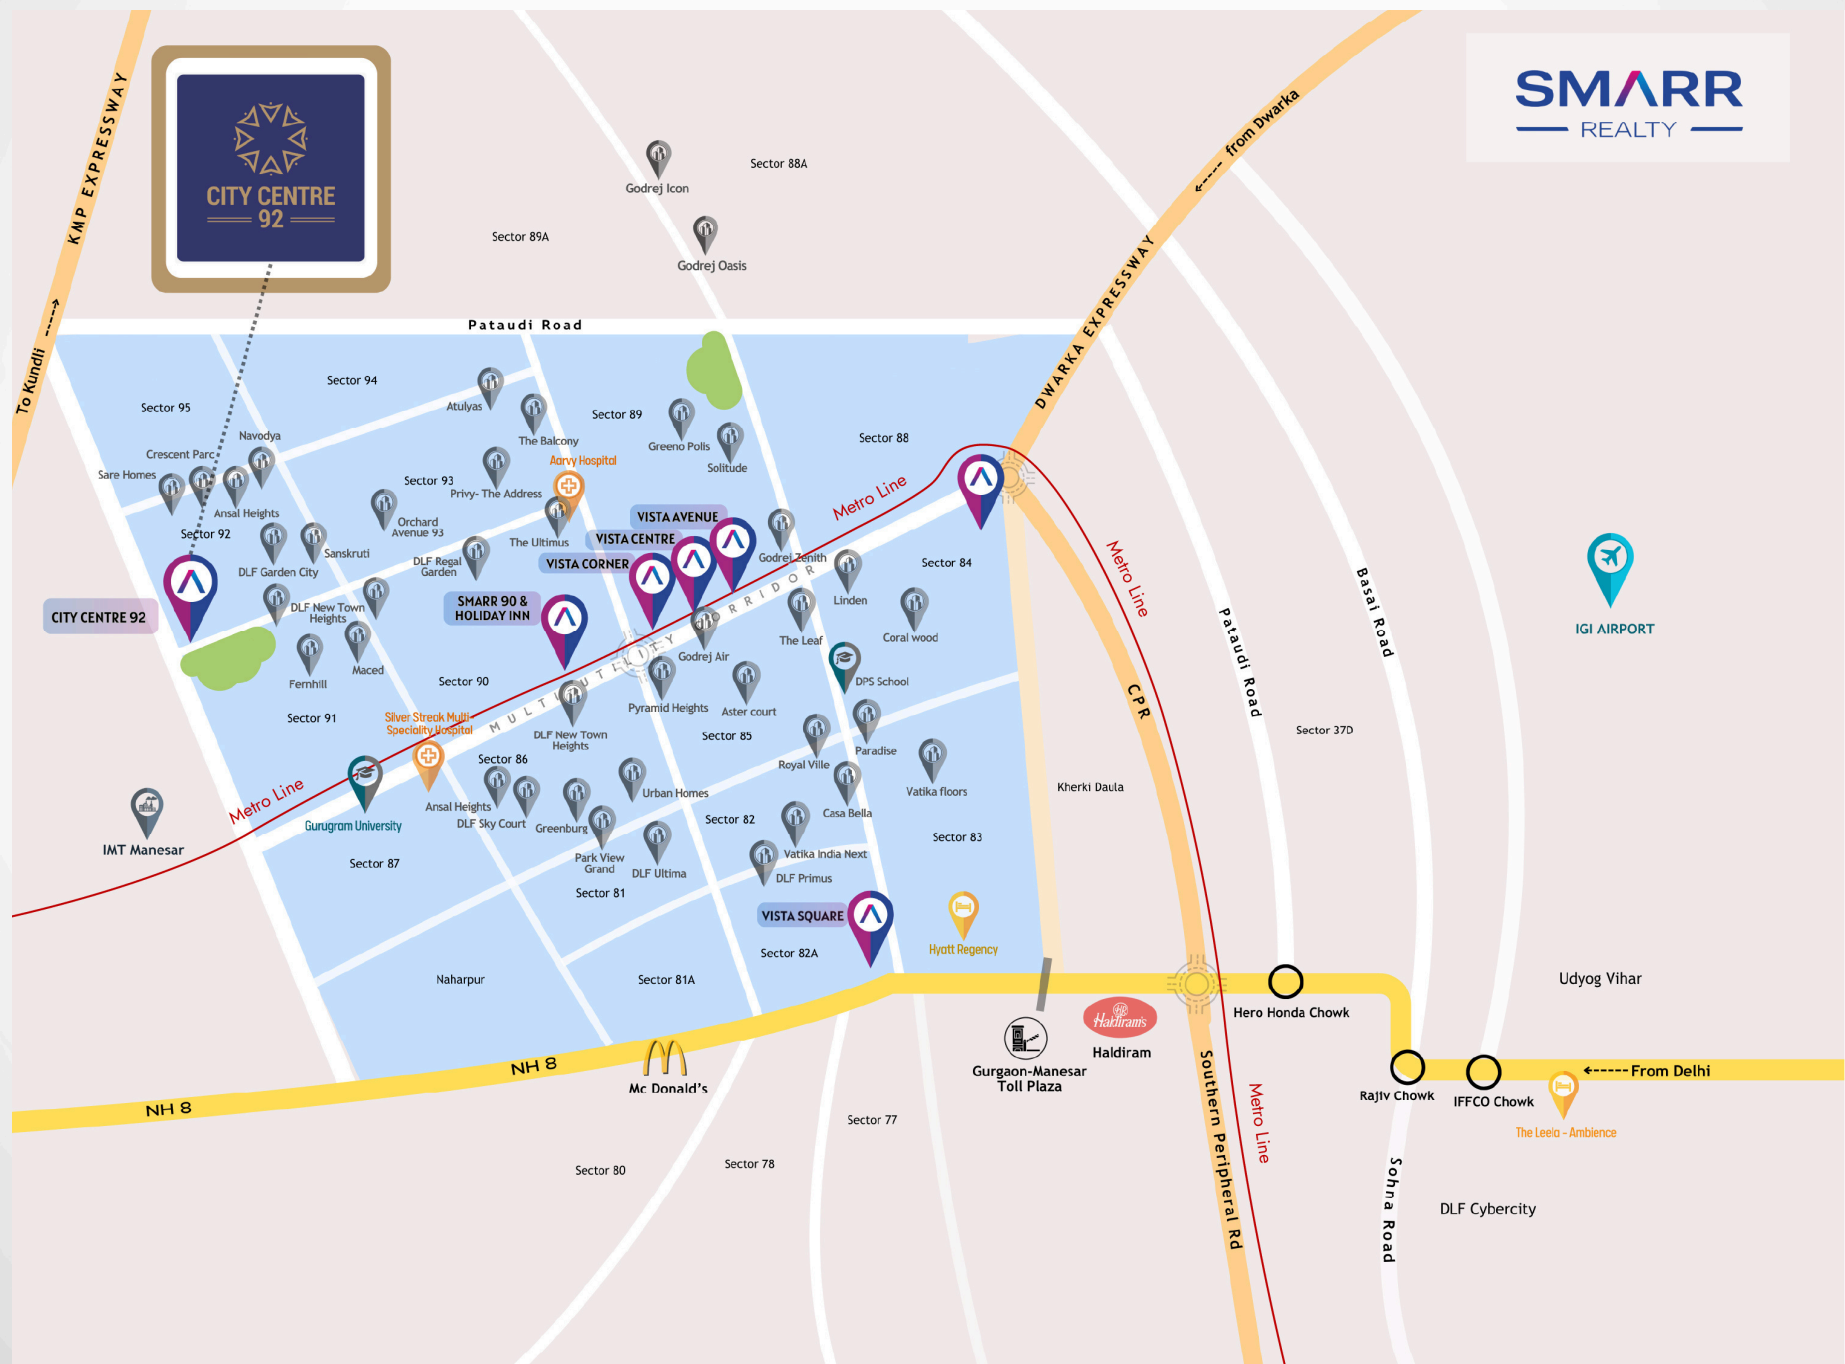 KMP EXPRESSWAY
To Kundli
CITY CENTRE
92
SMARR
REALTY
from Dwarka
DWARKA EXPRESSWAY
Godrej Icon
Sector 88A
Sector 89A
Godrej Oasis
Pataudi Road
Sector 94
Sector 95
Atulyas
Sector 89
The Balcony
Greeno Polis
Solitude
Sector 88
Navodya
Crescent Parc
Sare Homes
Ansal Heights
Aarvy Hospital
Sector 93
Privy- The Address
Orchard
Avenue 93
Sector 92
Sanskruti
DLF Garden City
DLF Regal
Garden
The Ultimus
VISTA AVENUE
VISTA CENTRE
VISTA CORNER
Metro Line
Godrej Zenith
Sector 84
Linden
CITY CENTRE 92
DLF New Town
Heights
SMARR 90 &
HOLIDAY INN
MULTI UTILITY CORRIDOR
The Leaf
Coral wood
Godrej Air
DPS School
Maced
Fernhill
Sector 90
Sector 91
Pyramid Heights
Aster court
Silver Streak Multi-
Speciality Hospital
DLF New Town
Heights
Sector 85
Royal Ville
Paradise
Sector 86
Ansal Heights
DLF Sky Court
Greenburg
Urban Homes
Casa Bella
Vatika floors
Metro Line
Gurugram University
IMT Manesar
Sector 87
Park View
Grand
DLF Ultima
Sector 82
Vatika India Next
DLF Primus
Sector 83
Sector 81
VISTA SQUARE
Hyatt Regency
Sector 82A
Naharpur
Sector 81A
Metro Line
CPR
Kherki Daula
Pataudi Road
Basai Road
Sector 37D
IGI AIRPORT
Udyog Vihar
Hero Honda Chowk
Haldiram's
Haldiram
Gurgaon-Manesar
Toll Plaza
NH 8
NH 8
Mc Donald's
From Delhi
Rajiv Chowk
IFFCO Chowk
The Leela - Ambience
Southern Peripheral Rd
Metro Line
Sohna Road
DLF Cybercity
Sector 77
Sector 78
Sector 80